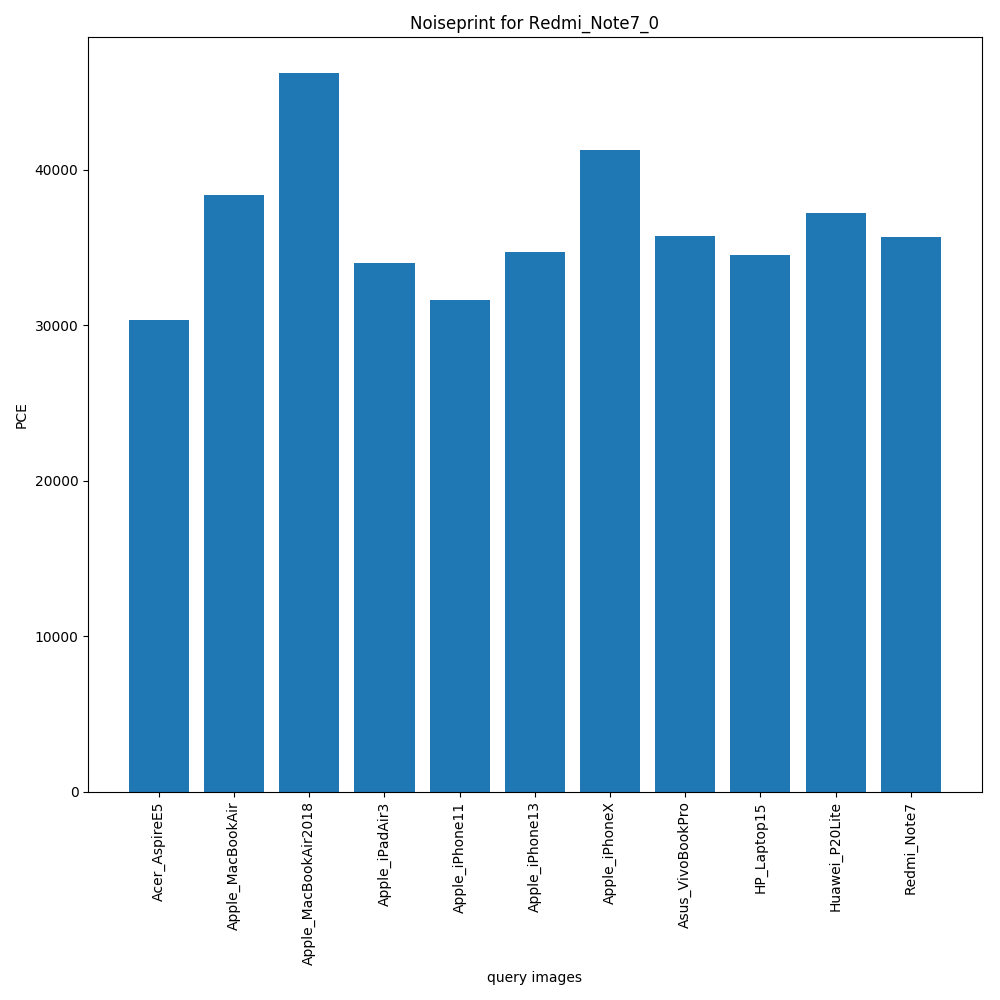 Noiseprint for Redmi_Note7_0
PCE
40000
30000
20000
10000
0
Acer_AspireE5
Apple_MacBookAir
Apple_MacBookAir2018
Apple_iPadAir3
Apple_iPhone11
Apple_iPhone13
Apple_iPhoneX
Asus_VivoBookPro
HP_Laptop15
Huawei_P20Lite
Redmi_Note7
query images